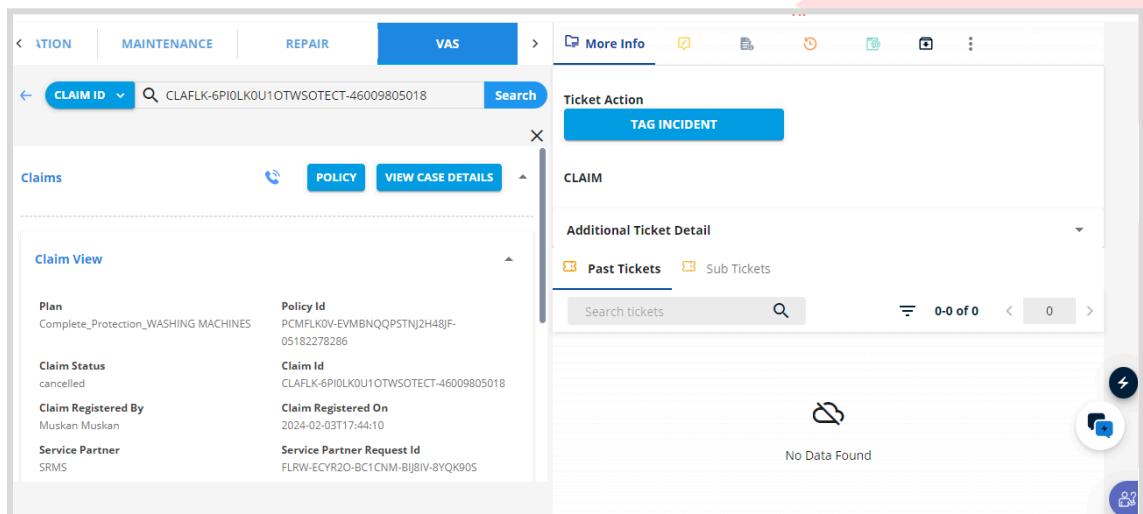 ATION MAINTENANCE REPAIR VAS
CLAIM ID CLAFLK-6PI0LK0U1OTWSOTECT-46009805018 Search
Claims POLICY VIEW CASE DETAILS
Claim View
Plan Policy Id
Complete_Protection_WASHING MACHINES PCMFLK0V-EVMBNQQPSTNJ2H48JF-
05182278286
Claim Status Claim Id
cancelled CLAFLK-6PI0LK0U1OTWSOTECT-46009805018
Claim Registered By Claim Registered On
Muskan Muskan 2024-02-03T17:44:10
Service Partner Service Partner Request Id
SRMS FLRW-ECYR2O-BC1CNM-BIJ8IV-8YQK90S
More Info
Ticket Action
TAG INCIDENT
CLAIM
Additional Ticket Detail
Past Tickets Sub Tickets
Search tickets 0-0 of 0 0
No Data Found